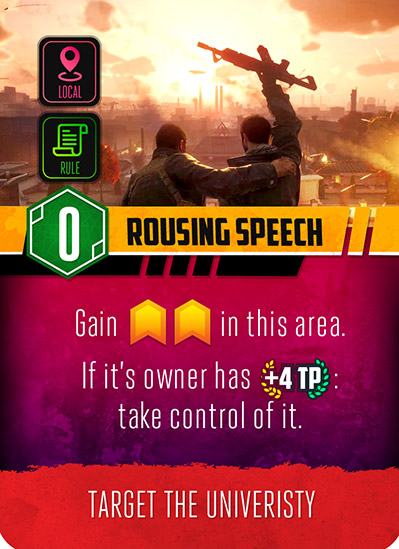 LOCAL
RULE
0 ROUSING SPEECH
Gain in this area.
If it's owner has +4 TP :
take control of it.
TARGET THE UNIVERISTY